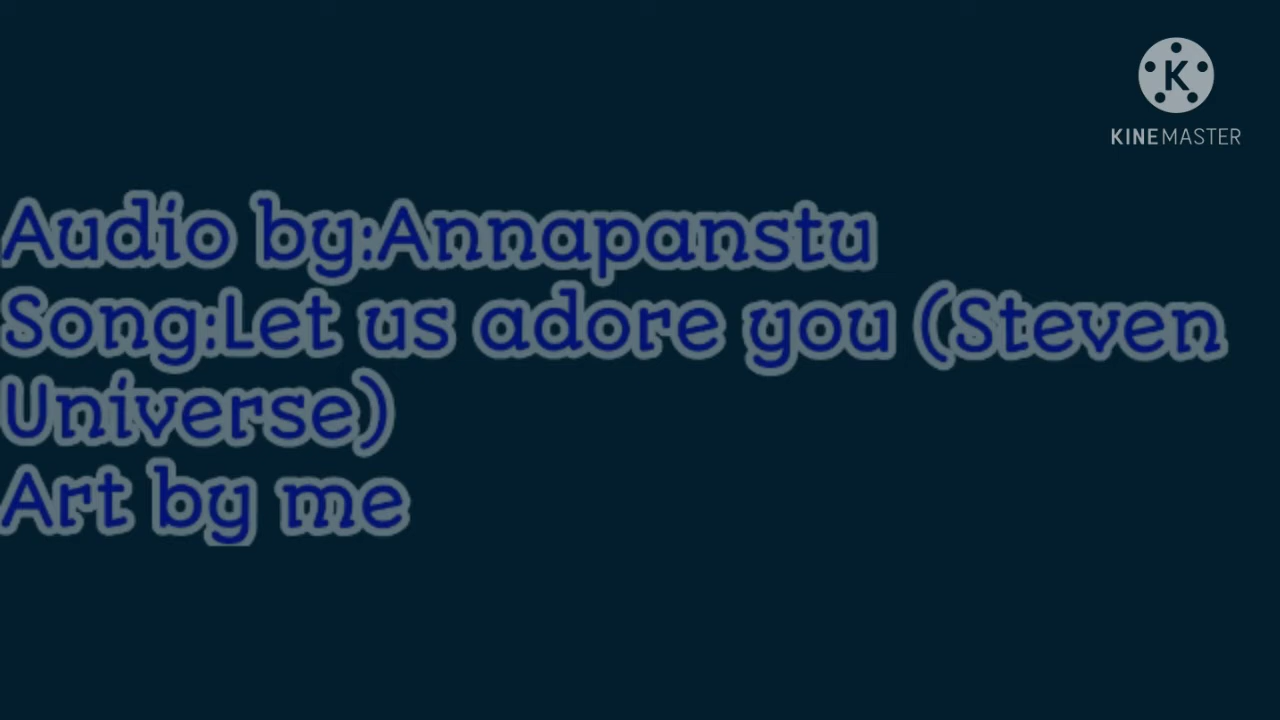 K
KINEMASTER
Audio by:Annapanstu
Song:Let us adore you (Steven
Universe)
Art by me